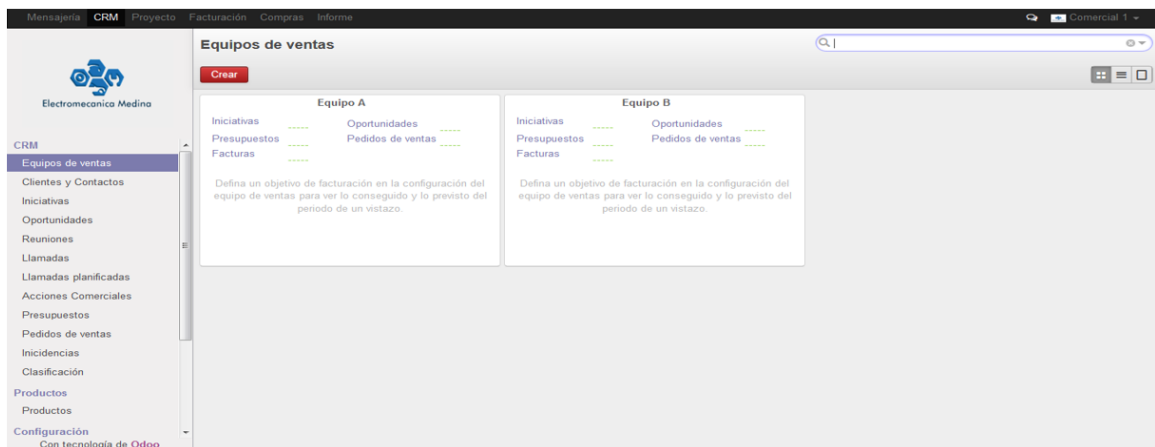 Mensajería CRM Proyecto Facturación Compras Informe Comercial 1
Equipos de ventas
Crear
Electromecanica Medina
CRM
Equipos de ventas
Clientes y Contactos
Iniciativas
Oportunidades
Reuniones
Llamadas
Llamadas planificadas
Acciones Comerciales
Presupuestos
Pedidos de ventas
Inicidencias
Clasificación
Productos
Productos
Configuración
Con tecnología de Odoo
Equipo A
Iniciativas Oportunidades
Presupuestos Pedidos de ventas
Facturas
Defina un objetivo de facturación en la configuración del
equipo de ventas para ver lo conseguido y lo previsto del
periodo de un vistazo.
Equipo B
Iniciativas Oportunidades
Presupuestos Pedidos de ventas
Facturas
Defina un objetivo de facturación en la configuración del
equipo de ventas para ver lo conseguido y lo previsto del
periodo de un vistazo.